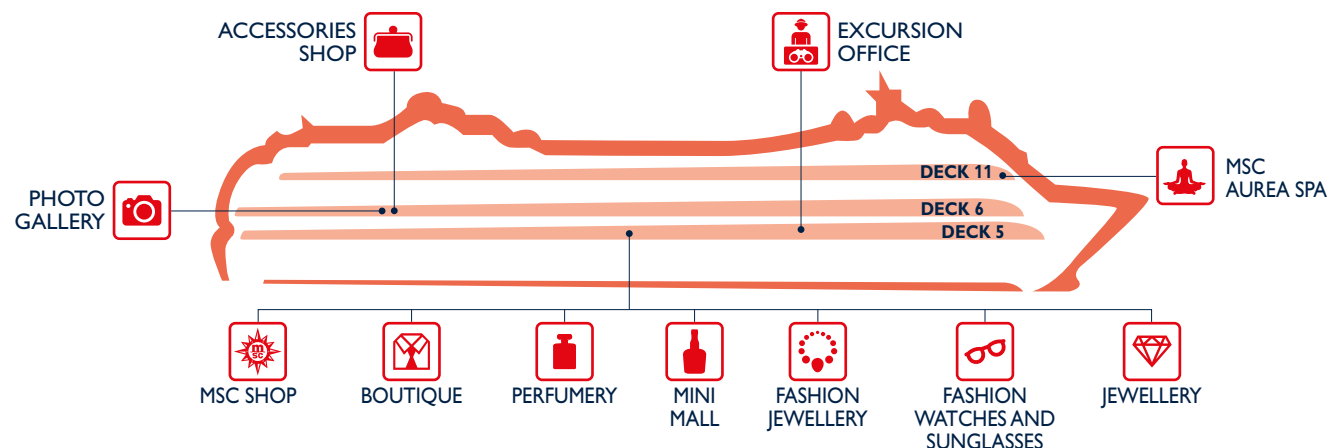 ACCESSORIES
SHOP
EXCURSION
OFFICE
DECK 11
MSC
AUREA SPA
PHOTO
GALLERY
DECK 6
DECK 5
m
sc
MSC SHOP
BOUTIQUE
PERFUMERY
MINI
MALL
FASHION
JEWELLERY
FASHION
WATCHES AND
SUNGLASSES
JEWELLERY